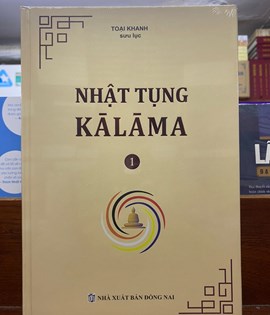 TOẠI KHANH
sưu lục
NHẬT TỤNG
KĀLĀMA
1
NHÀ XUẤT BẢN ĐỒNG NAI